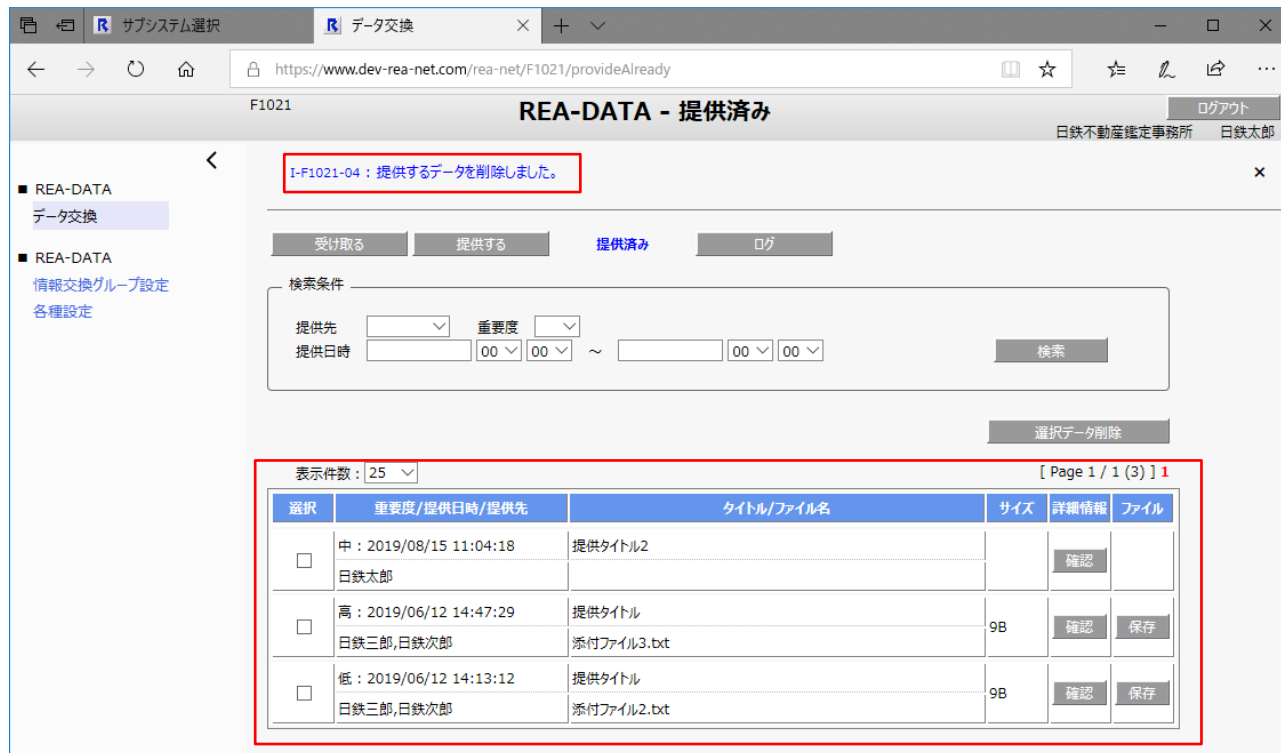 サブシステム選択
データ交換
https://www.dev-rea-net.com/rea-net/F1021/provideAlready
F1021
REA-DATA - 提供済み
ログアウト
日鉄不動産鑑定事務所 日鉄太郎
I-F1021-04 : 提供するデータを削除しました。
■ REA-DATA
データ交換
■ REA-DATA
情報交換グループ設定
各種設定
受け取る 提供する 提供済み ログ
検索条件
提供先 重要度
提供日時 00 00 ～ 00 00
検索
選択データ削除
表示件数 : 25 [ Page 1 / 1 (3) ] 1
選択 重要度/提供日時/提供先 タイトル/ファイル名 サイズ 詳細情報 ファイル
中 : 2019/08/15 11:04:18 提供タイトル2
確認
日鉄太郎
高 : 2019/06/12 14:47:29 提供タイトル
9B 確認 保存
日鉄三郎,日鉄次郎 添付ファイル3.txt
低 : 2019/06/12 14:13:12 提供タイトル
9B 確認 保存
日鉄三郎,日鉄次郎 添付ファイル2.txt